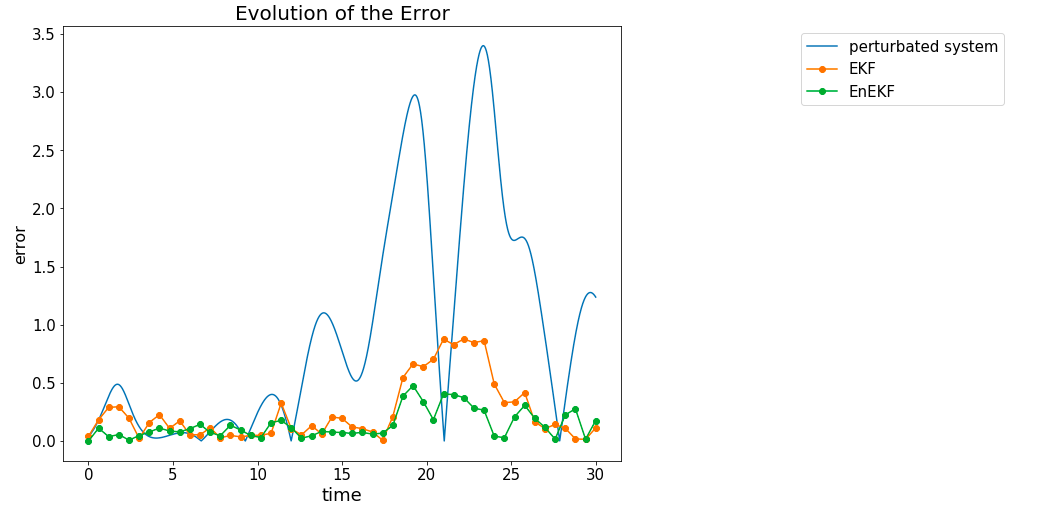 Evolution of the Error
perturbated system
EKF
EnEKF
error
3.5
3.0
2.5
2.0
1.5
1.0
0.5
0.0
0 5 10 15 20 25 30
time